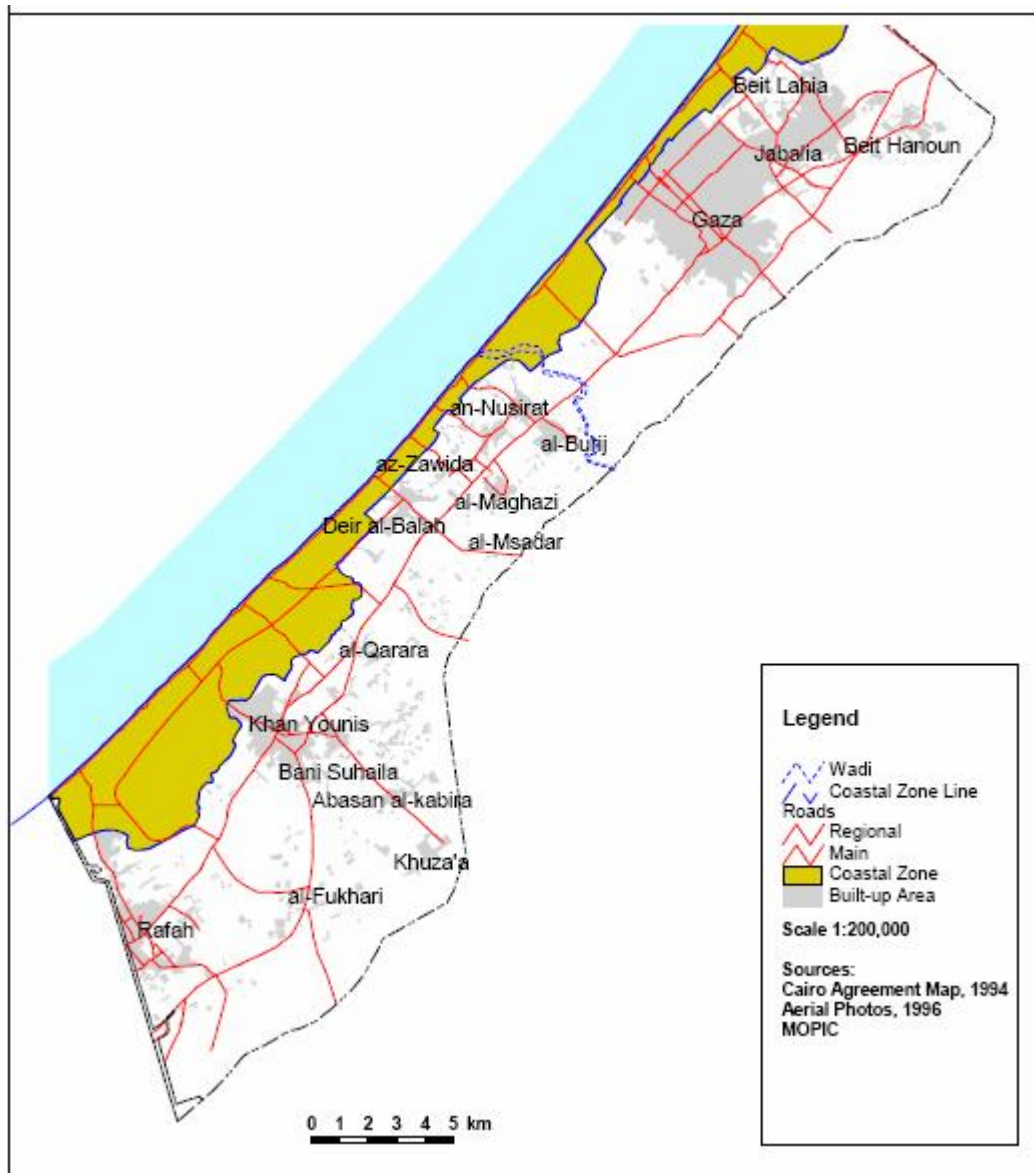 Beit Lahia
Jabalia
Beit Hanoun
Gaza
an-Nusirat
al-Burij
az-Zawida
al-Maghazi
Deir al-Balah
al-Msadar
al-Qarara
Khan Younis
Bani Suhaila
Abasan al-kabira
Khuza'a
al-Fukhari
Rafah
Legend
Wadi
Coastal Zone Line
Roads
Regional
Main
Coastal Zone
Built-up Area
Scale 1:200,000
Sources:
Cairo Agreement Map, 1994
Aerial Photos, 1996
MOPIC
0 1 2 3 4 5 km